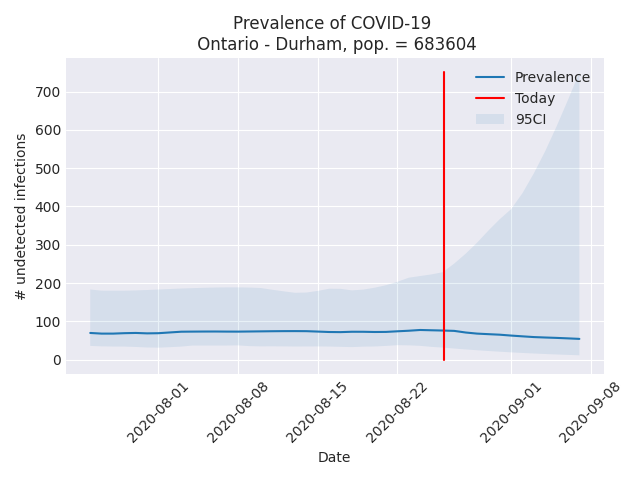 Prevalence of COVID-19
Ontario - Durham, pop. = 683604
Prevalence
Today
95CI
# undetected infections
700
600
500
400
300
200
100
0
2020-08-01
2020-08-08
2020-08-15
2020-08-22
2020-09-01
2020-09-08
Date